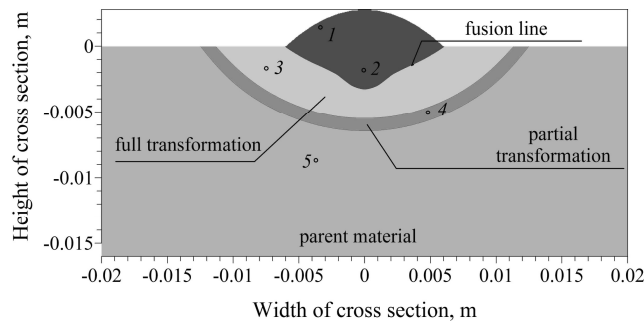 Height of cross section, m
0
-0.005
-0.01
-0.015
1
2
3
4
5
fusion line
full transformation
partial
transformation
parent material
-0.02 -0.015 -0.01 -0.005 0 0.005 0.01 0.015 0.02
Width of cross section, m